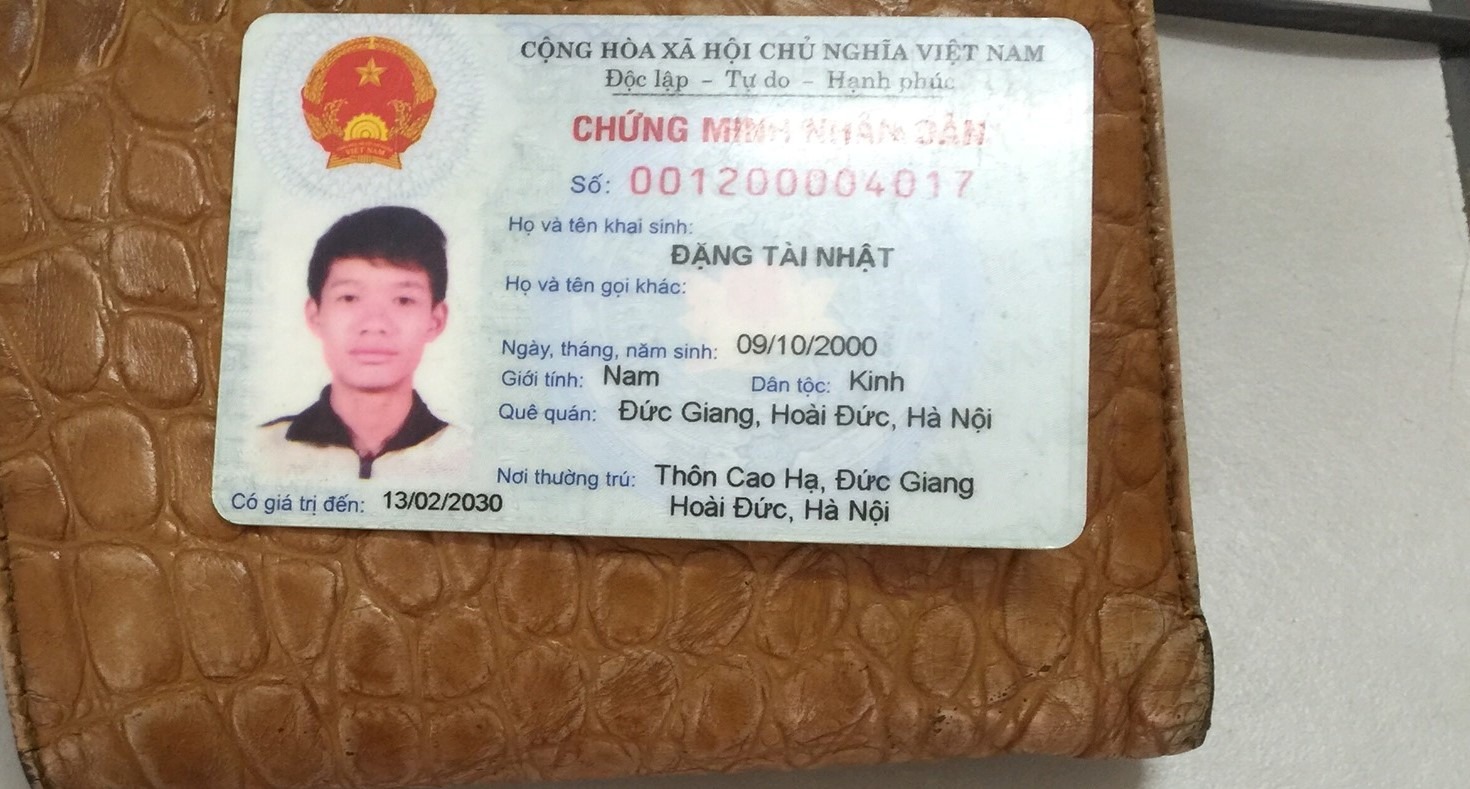 CỘNG HÒA XÃ HỘI CHỦ NGHĨA VIỆT NAM
Độc lập - Tự do - Hạnh phúc
CHỨNG MINH NHÂN DÂN
Số: 001200004017
Họ và tên khai sinh:
ĐẶNG TÀI NHẬT
Họ và tên gọi khác:
Ngày, tháng, năm sinh: 09/10/2000
Giới tính: Nam Dân tộc: Kinh
Quê quán: Đức Giang, Hoài Đức, Hà Nội
Nơi thường trú: Thôn Cao Hạ, Đức Giang
Hoài Đức, Hà Nội
Có giá trị đến: 13/02/2030
VIỆT NAM